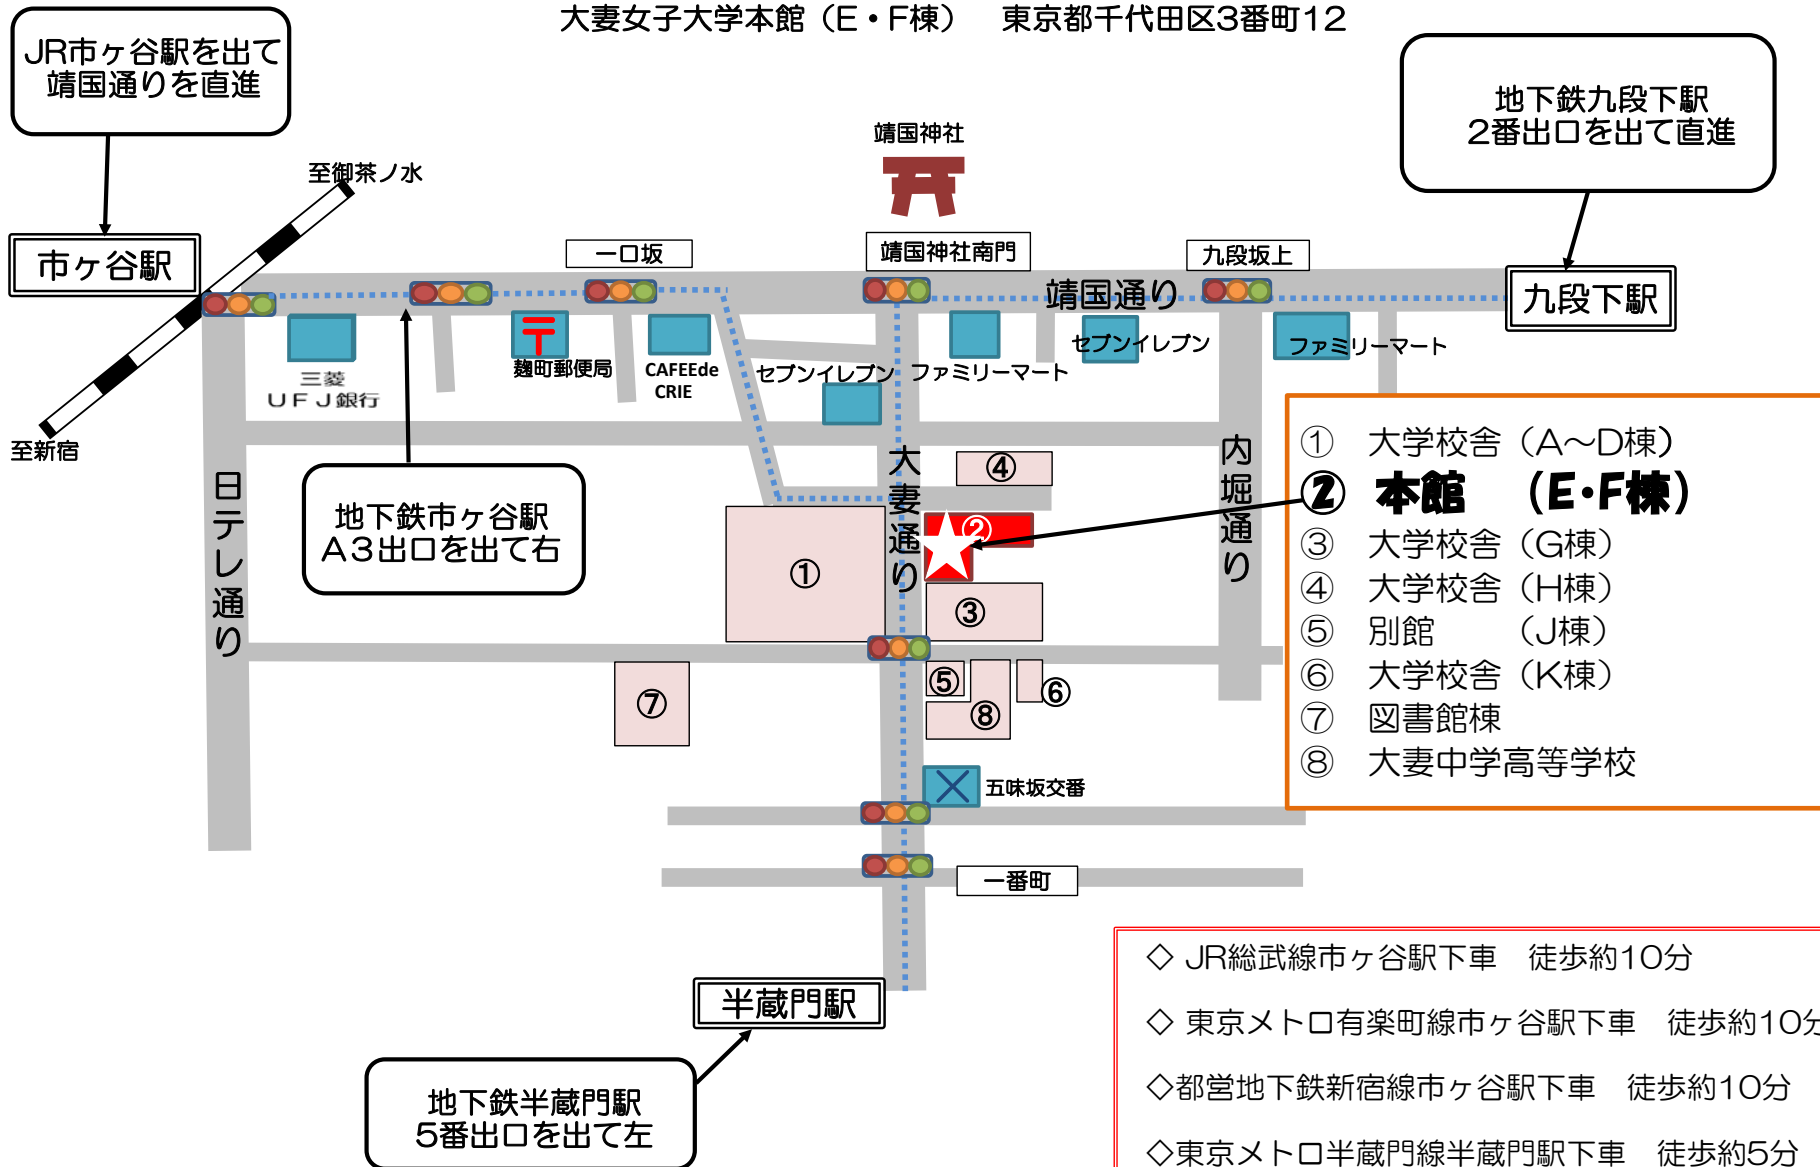 大妻女子大学本館（E・F棟）　東京都千代田区3番町12
JR市ヶ谷駅を出て
靖国通りを直進
地下鉄九段下駅
2番出口を出て直進
靖国神社
至御茶ノ水
市ヶ谷駅
一口坂
靖国神社南門
九段坂上
靖国通り
九段下駅
三菱
ＵＦＪ銀行
〒
麹町郵便局
CAFEEde
CRIE
セブンイレブン
ファミリーマート
セブンイレブン
ファミリーマート
至新宿
日テレ通り
地下鉄市ヶ谷駅
A3出口を出て右
大妻通り
内堀通り
①
②
③
④
⑤
⑥
⑦
⑧
① 大学校舎（A～D棟）
② 本館　（E・F棟）
③ 大学校舎（G棟）
④ 大学校舎（H棟）
⑤ 別館　　（J棟）
⑥ 大学校舎（K棟）
⑦ 図書館棟
⑧ 大妻中学高等学校
五味坂交番
一番町
半蔵門駅
地下鉄半蔵門駅
5番出口を出て左
◇ JR総武線市ヶ谷駅下車　徒歩約10分
◇ 東京メトロ有楽町線市ヶ谷駅下車　徒歩約10分
◇都営地下鉄新宿線市ヶ谷駅下車　徒歩約10分
◇東京メトロ半蔵門線半蔵門駅下車　徒歩約5分